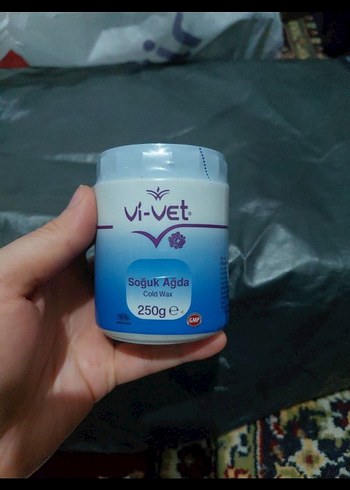 Vi-VET®
Soğuk Ağda
Cold Wax
250g ℮
GMP